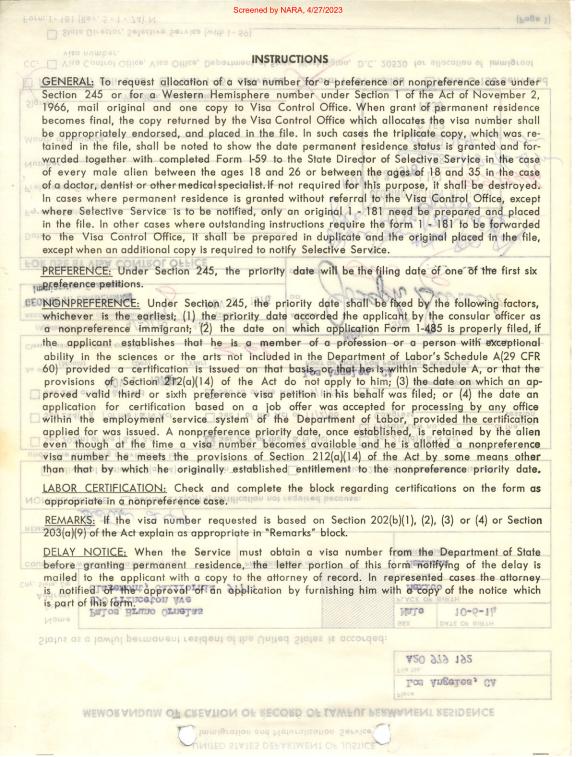 Screened by NARA, 4/27/2023
INSTRUCTIONS
GENERAL: To request allocation of a visa number for a preference or nonpreference case under
Section 245 or for a Western Hemisphere number under Section 1 of the Act of November 2,
1966, mail original and one copy to Visa Control Office. When grant of permanent residence
becomes final, the copy returned by the Visa Control Office which allocates the visa number shall
be appropriately endorsed, and placed in the file. In such cases the triplicate copy, which was re-
tained in the file, shall be noted to show the date permanent residence status is granted and for-
warded together with completed Form I-59 to the State Director of Selective Service in the case
of every male alien between the ages 18 and 26 or between the ages of 18 and 35 in the case
of a doctor, dentist or other medical specialist. If not required for this purpose, it shall be destroyed.
In cases where permanent residence is granted without referral to the Visa Control Office, except
where Selective Service is to be notified, only an original I - 181 need be prepared and placed
in the file. In other cases where outstanding instructions require the form I - 181 to be forwarded
to the Visa Control Office, it shall be prepared in duplicate and the original placed in the file,
except when an additional copy is required to notify Selective Service.
PREFERENCE: Under Section 245, the priority date will be the filing date of one of the first six
preference petitions.
NONPREFERENCE: Under Section 245, the priority date shall be fixed by the following factors,
whichever is the earliest; (1) the priority date accorded the applicant by the consular officer as
a nonpreference immigrant; (2) the date on which application Form I-485 is properly filed, if
the applicant establishes that he is a member of a profession or a person with exceptional
ability in the sciences or the arts not included in the Department of Labor's Schedule A(29 CFR
60) provided a certification is issued on that basis, or that he is within Schedule A, or that the
provisions of Section 212(a)(14) of the Act do not apply to him; (3) the date on which an ap-
proved valid third or sixth preference visa petition in his behalf was filed; or (4) the date an
application for certification based on a job offer was accepted for processing by any office
within the employment service system of the Department of Labor, provided the certification
applied for was issued. A nonpreference priority date, once established, is retained by the alien
even though at the time a visa number becomes available and he is allotted a nonpreference
visa number he meets the provisions of Section 212(a)(14) of the Act by some means other
than that by which he originally established entitlement to the nonpreference priority date.
LABOR CERTIFICATION: Check and complete the block regarding certifications on the form as
appropriate in a nonpreference case.
REMARKS: If the visa number requested is based on Section 202(b)(1), (2), (3) or (4) or Section
203(a)(9) of the Act explain as appropriate in "Remarks" block.
DELAY NOTICE: When the Service must obtain a visa number from the Department of State
before granting permanent residence, the letter portion of this form notifying of the delay is
mailed to the applicant with a copy to the attorney of record. In represented cases the attorney
is notified of the approval of an application by furnishing him with a copy of the notice which
is part of this form.